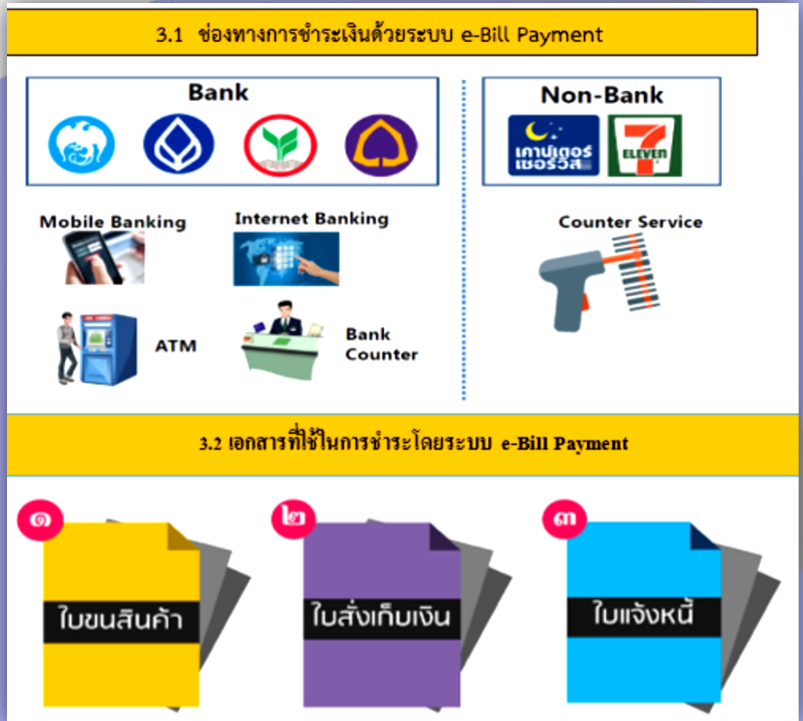 3.1 ช่องทางการชำระเงินด้วยระบบ e-Bill Payment
Bank
Non-Bank
เคาน์เตอร์
เซอร์วิส
7
ELEVEN
Mobile Banking
Internet Banking
Counter Service
ATM
Bank
Counter
3.2 เอกสารที่ใช้ในการชำระโดยระบบ e-Bill Payment
๑
๒
๓
ใบขนสินค้า
ใบสั่งเก็บเงิน
ใบแจ้งหนี้